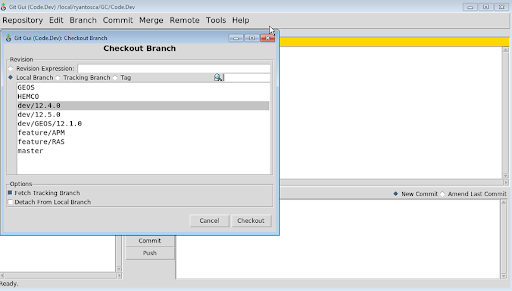 Git Gui (Code.Dev) /local/ryantosca/GC/Code.Dev
Repository Edit Branch Commit Merge Remote Tools Help
Git Gui (Code.Dev): Checkout Branch
Checkout Branch
Revision
Revision Expression:
Local Branch Tracking Branch Tag
GEOS
HEMCO
dev/12.4.0
dev/12.5.0
dev/GEOS/12.1.0
feature/APM
feature/RAS
master
Options
Fetch Tracking Branch
Detach From Local Branch
Cancel Checkout
New Commit Amend Last Commit
Commit
Push
Ready.